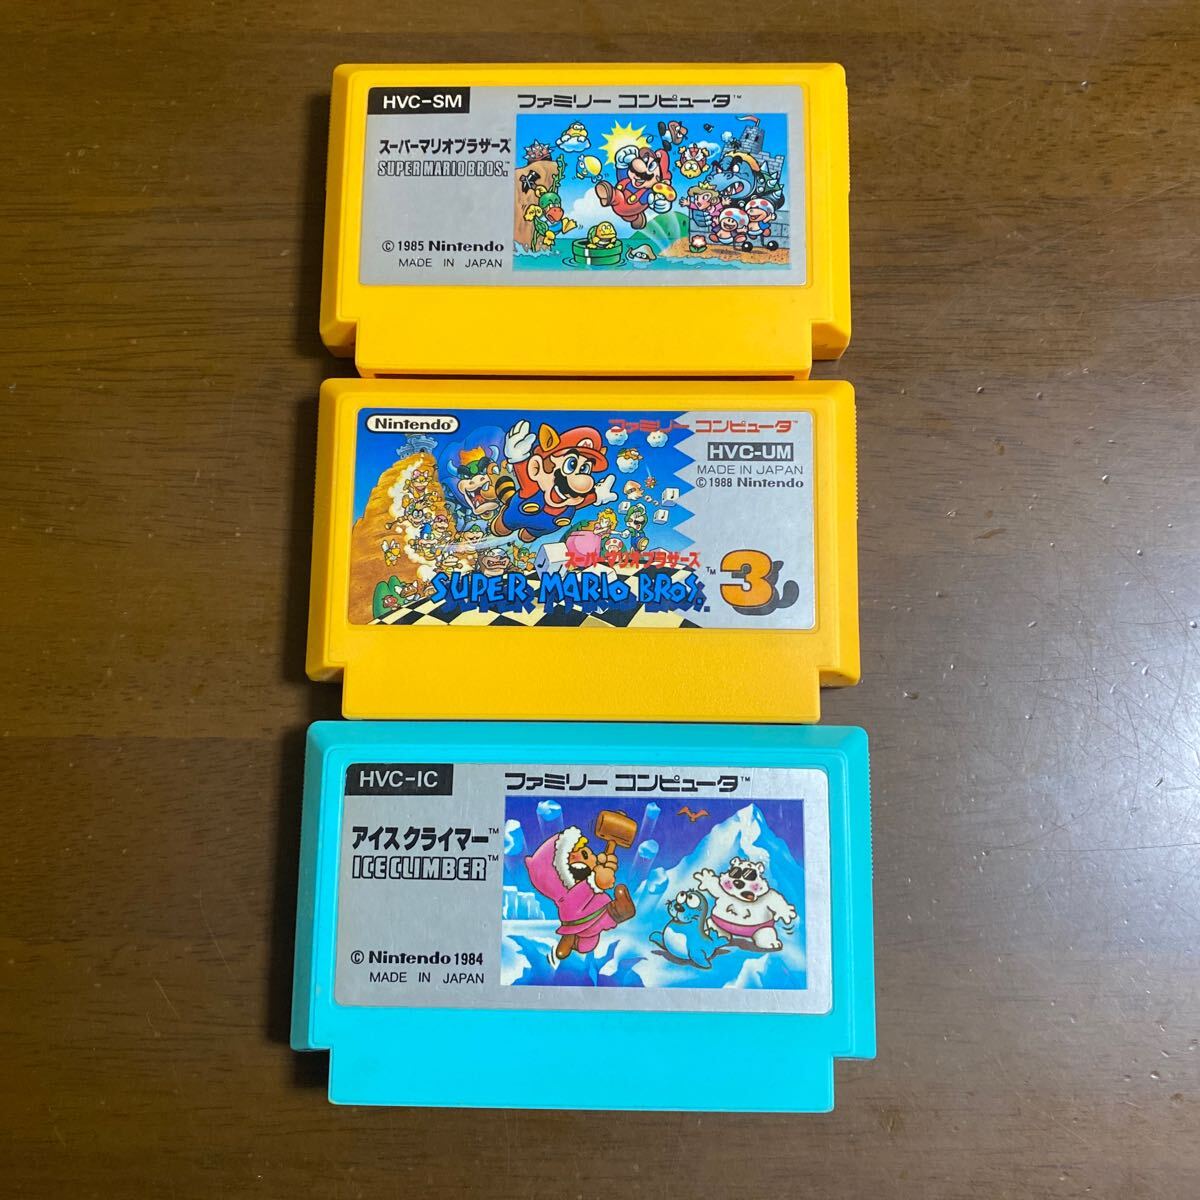 HVC-SM
ファミリー コンピュータ™
スーパーマリオブラザーズ
SUPER MARIO BROS.™
© 1985 Nintendo
MADE IN JAPAN
Nintendo®
ファミリー コンピュータ™
HVC-UM
MADE IN JAPAN
© 1988 Nintendo
スーパーマリオブラザーズ
SUPER MARIO BROS.™ 3
HVC-IC
ファミリー コンピュータ™
アイスクライマー™
ICE CLIMBER™
© Nintendo 1984
MADE IN JAPAN